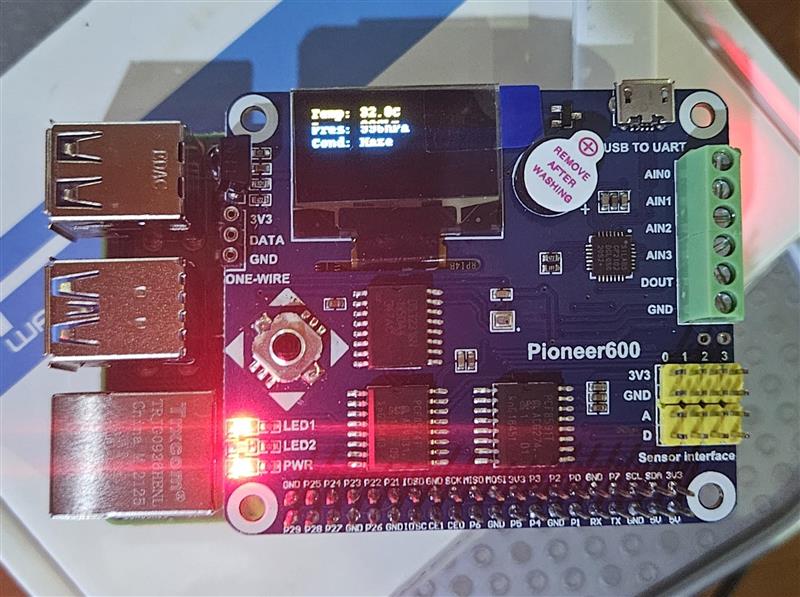 Temp: 32.0C
Pres: 996hPa
Cond: Haze
REMOVE
AFTER
WASHING
+
USB TO UART
AIN0
AIN1
AIN2
AIN3
DOUT
GND
3V3
DATA
GND
ONE-WIRE
Pioneer600
0 1 2 3
3V3
GND
A
D
Sensor interface
LED1
LED2
PWR
GND P25 P24 P23 P22 P21 IOSD GND SCK MISO MOSI 3V3 P3 P2 P0 GND P7 SCL SDA 3V3
P29 P28 P27 GND P26 GND IOSC CE1 CE0 P6 GND P5 P4 GND P1 RX TX GND 5V 5V
TRXCom